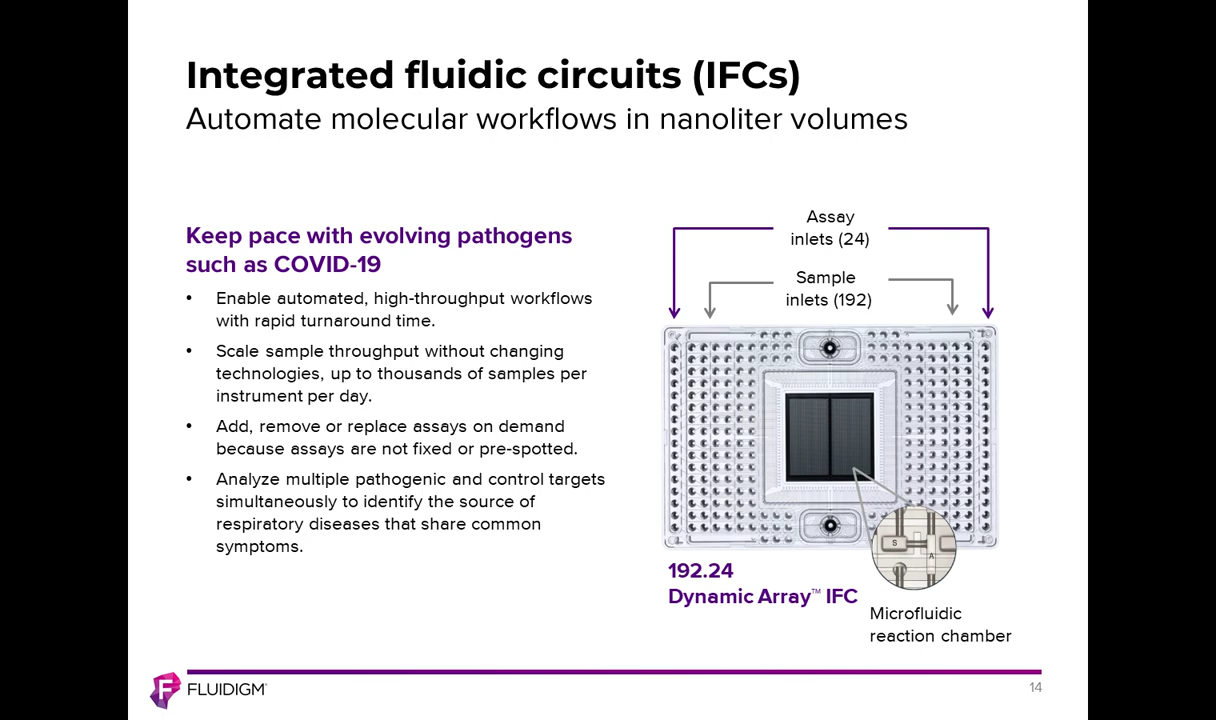 Integrated fluidic circuits (IFCs)
Automate molecular workflows in nanoliter volumes
Keep pace with evolving pathogens
such as COVID-19
• Enable automated, high-throughput workflows
with rapid turnaround time.
• Scale sample throughput without changing
technologies, up to thousands of samples per
instrument per day.
• Add, remove or replace assays on demand
because assays are not fixed or pre-spotted.
• Analyze multiple pathogenic and control targets
simultaneously to identify the source of
respiratory diseases that share common
symptoms.
Assay
inlets (24)
Sample
inlets (192)
S
A
192.24
Dynamic Array™ IFC
Microfluidic
reaction chamber
F FLUIDIGM
14